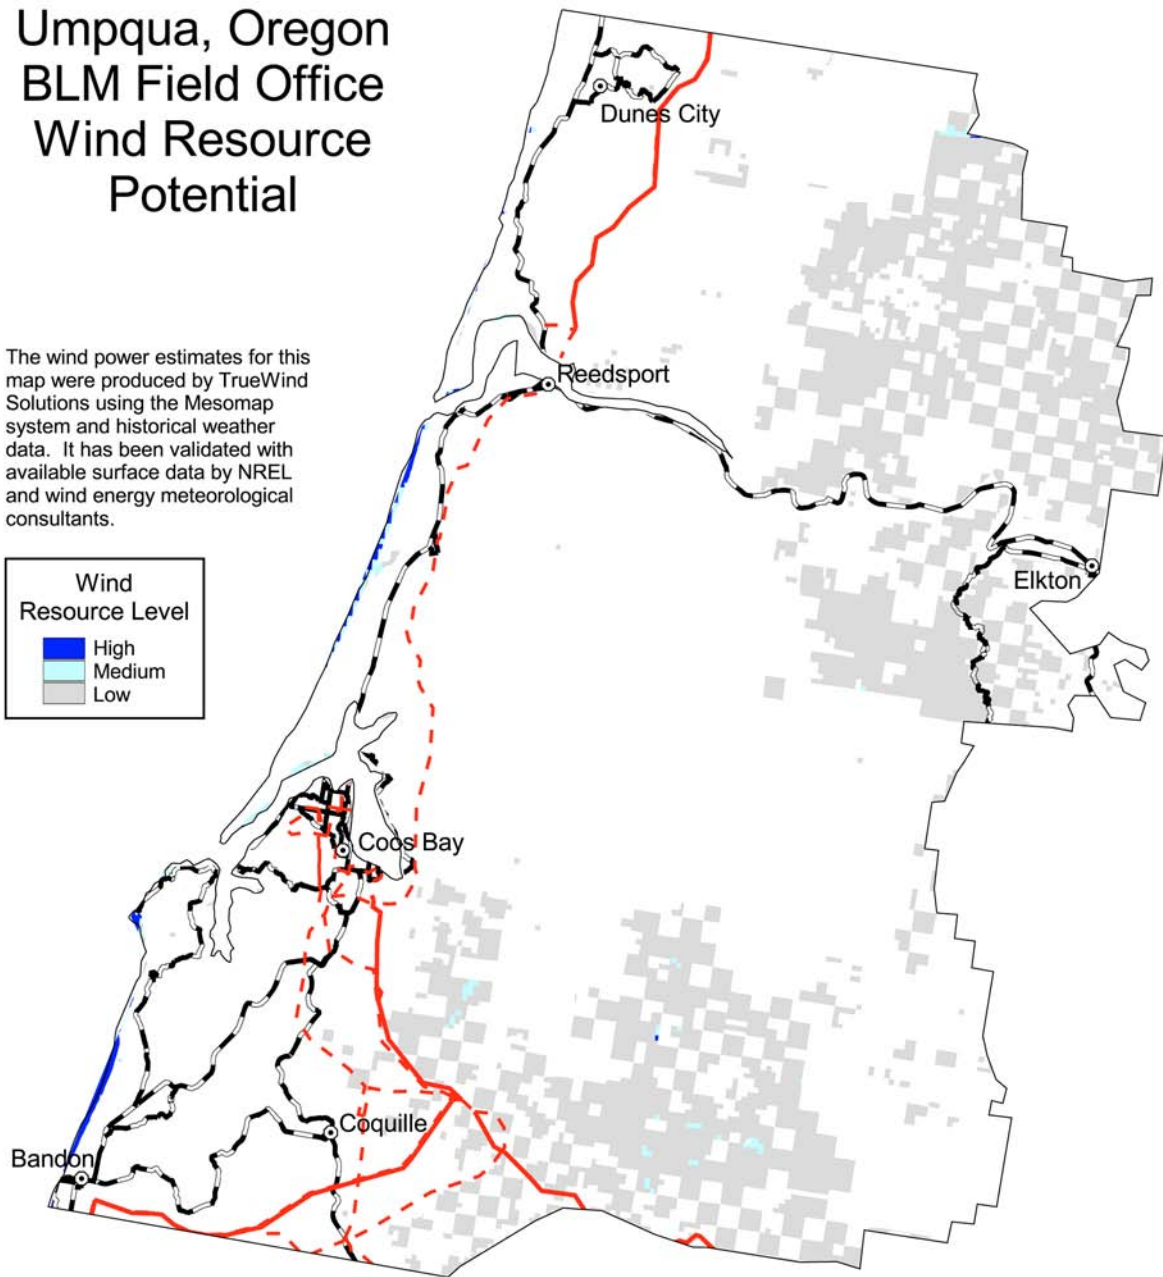 Umpqua, Oregon
BLM Field Office
Wind Resource
Potential
Dunes City
The wind power estimates for this
map were produced by TrueWind
Solutions using the Mesomap
system and historical weather
data.  It has been validated with
available surface data by NREL
and wind energy meteorological
consultants.
Reedsport
Wind
Resource Level
High
Medium
Low
Elkton
Coos Bay
Coquille
Bandon